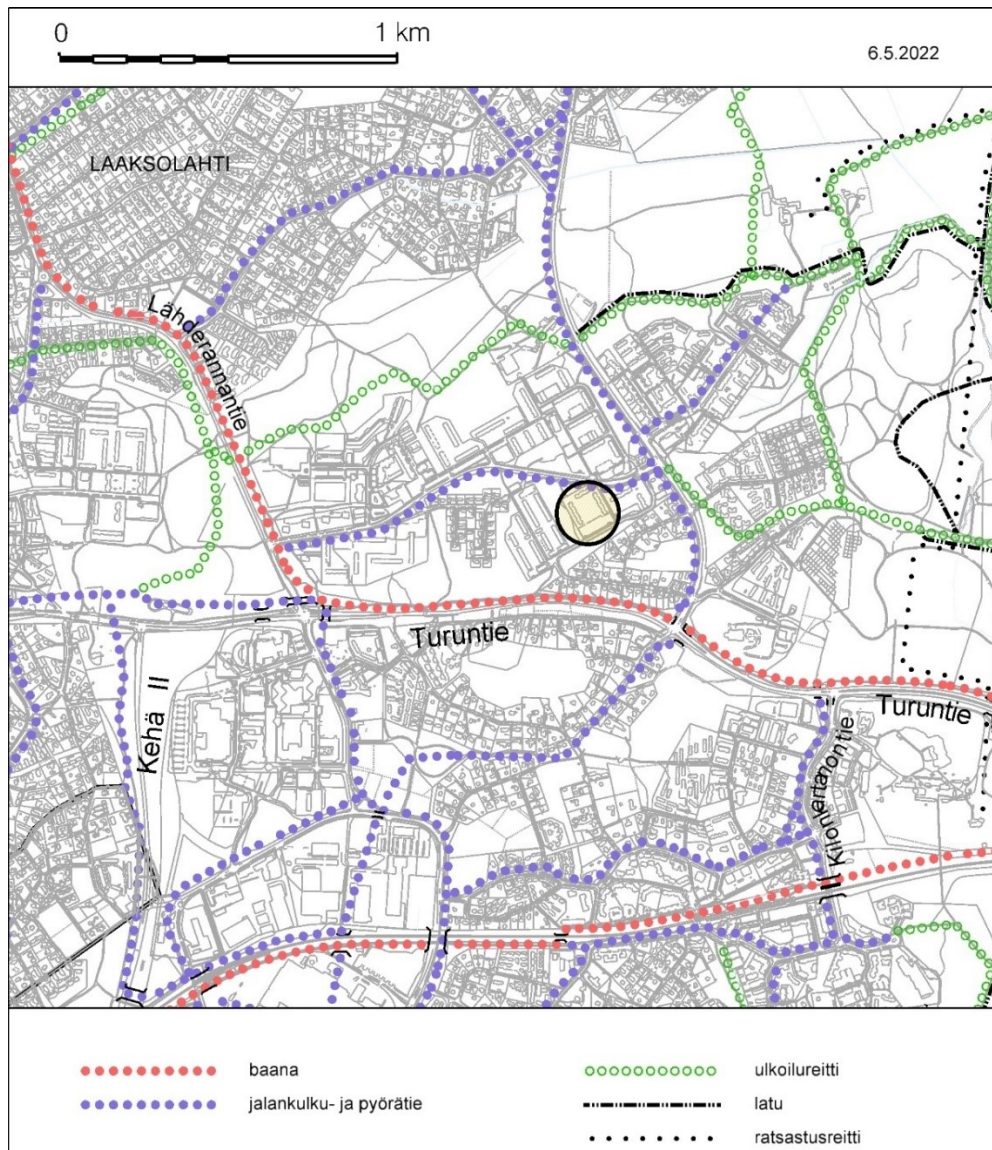 0 1 km
6.5.2022
LAAKSOLAHTI
Lähderannantie
Turuntie
Kehä II
Turuntie
Kuninkaantie
baana
jalankulku- ja pyörätie
ulkoilureitti
latu
ratsastusreitti